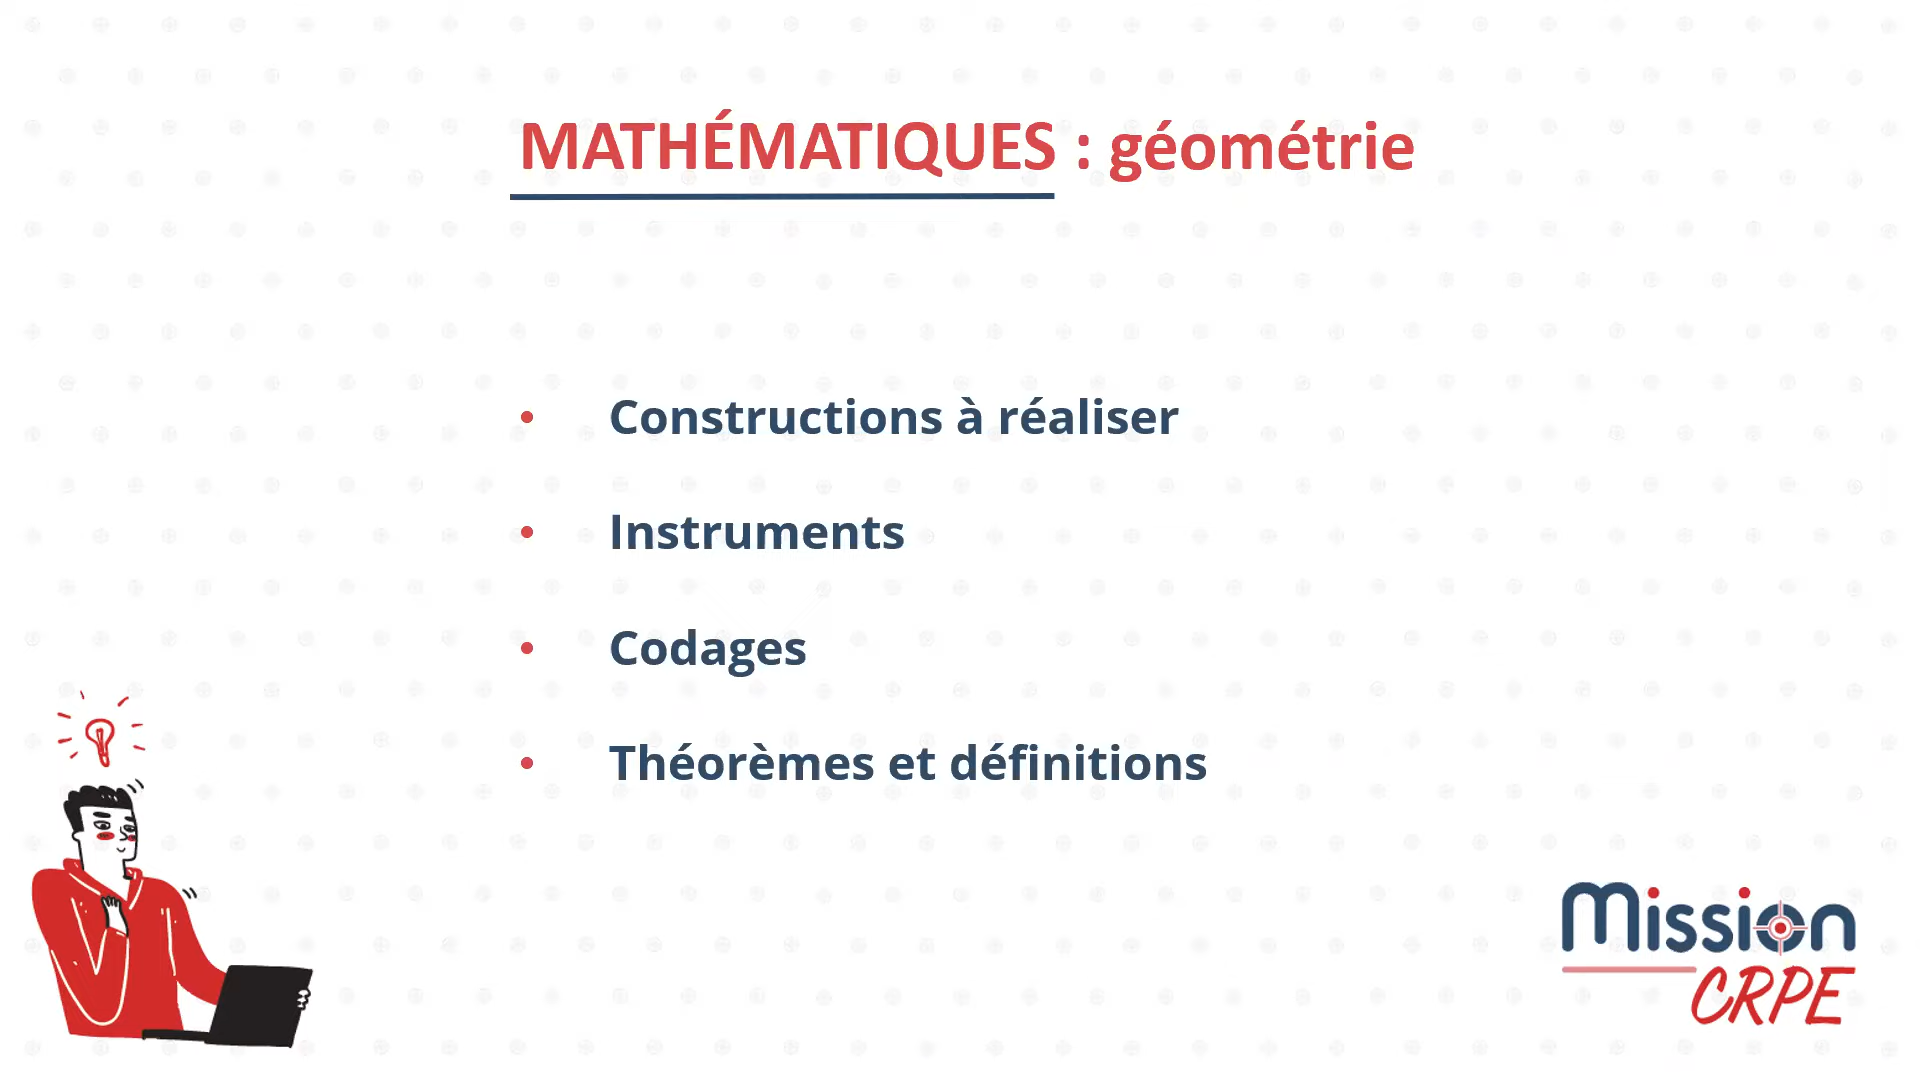 MATHÉMATIQUES : géométrie
• Constructions à réaliser
• Instruments
• Codages
• Théorèmes et définitions
Mission
CRPE